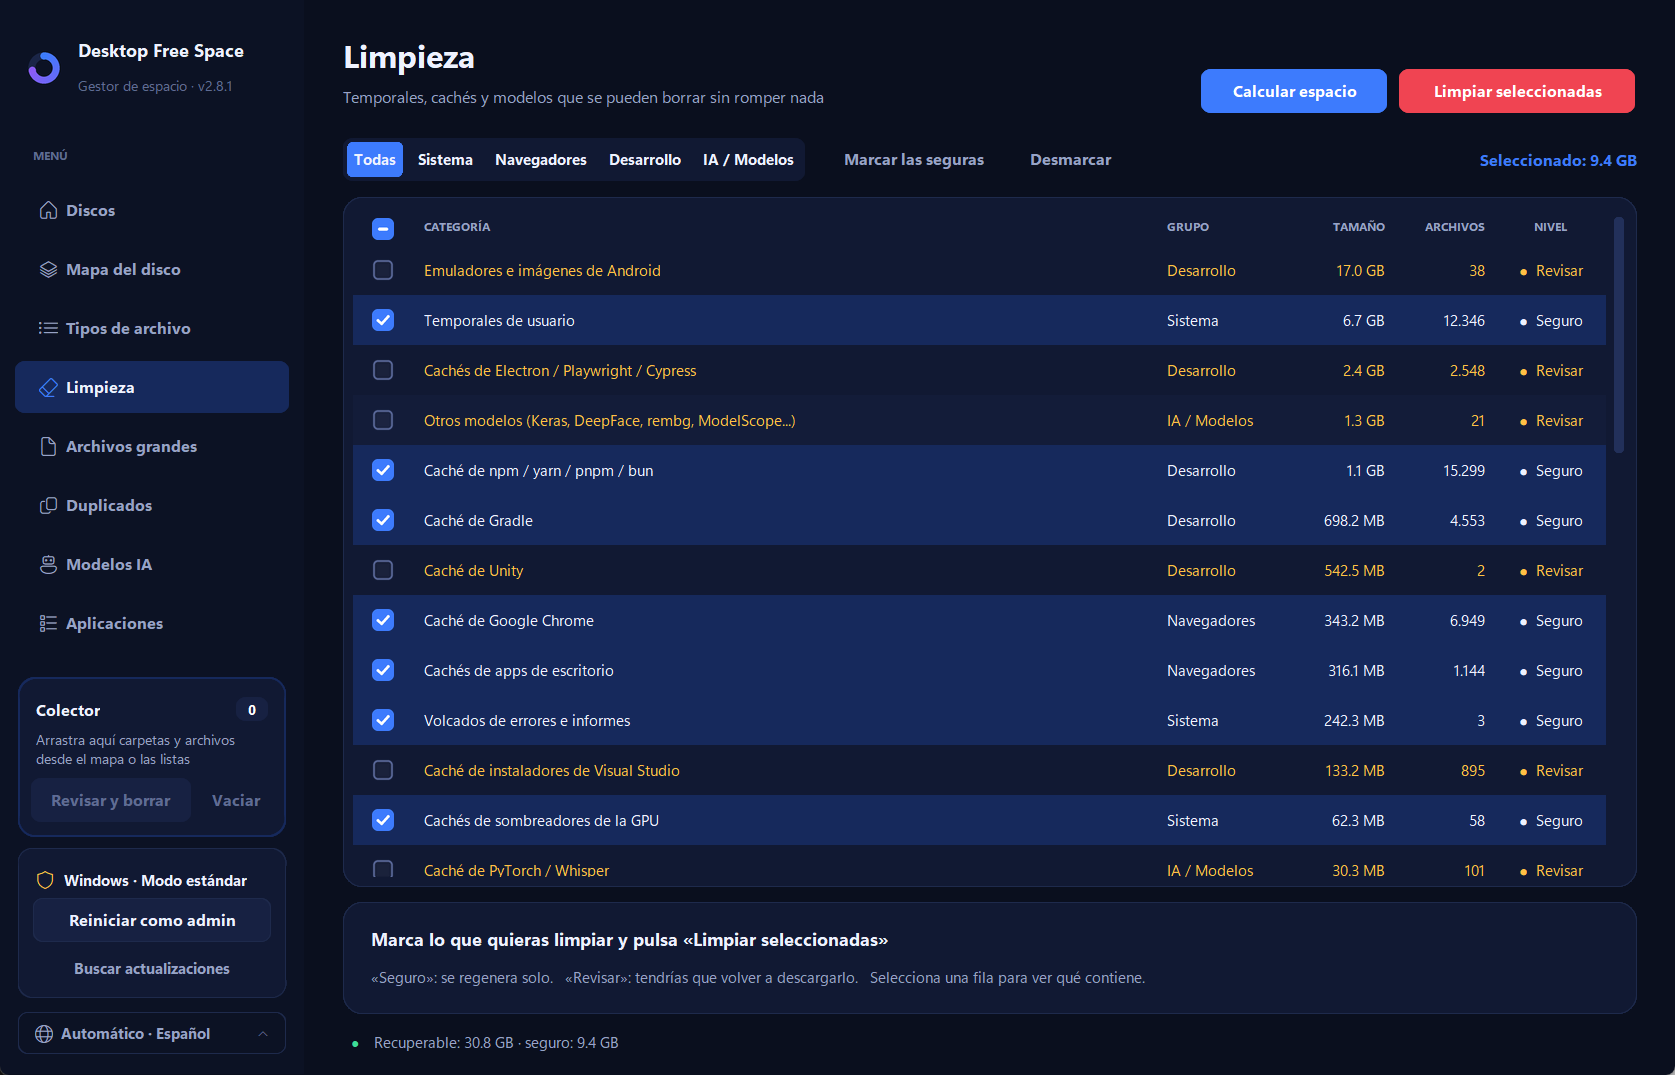 Desktop Free Space
Gestor de espacio · v2.8.1
MENÚ
Discos
Mapa del disco
Tipos de archivo
Limpieza
Archivos grandes
Duplicados
Modelos IA
Aplicaciones
Colector 0
Arrastra aquí carpetas y archivos
desde el mapa o las listas
Revisar y borrar Vaciar
Windows · Modo estándar
Reiniciar como admin
Buscar actualizaciones
Automático · Español
Limpieza
Temporales, cachés y modelos que se pueden borrar sin romper nada
Calcular espacio Limpiar seleccionadas
Todas Sistema Navegadores Desarrollo IA / Modelos Marcar las seguras Desmarcar Seleccionado: 9.4 GB
CATEGORÍA GRUPO TAMAÑO ARCHIVOS NIVEL
Emuladores e imágenes de Android Desarrollo 17.0 GB 38 ● Revisar
Temporales de usuario Sistema 6.7 GB 12.346 ● Seguro
Cachés de Electron / Playwright / Cypress Desarrollo 2.4 GB 2.548 ● Revisar
Otros modelos (Keras, DeepFace, rembg, ModelScope...) IA / Modelos 1.3 GB 21 ● Revisar
Caché de npm / yarn / pnpm / bun Desarrollo 1.1 GB 15.299 ● Seguro
Caché de Gradle Desarrollo 698.2 MB 4.553 ● Seguro
Caché de Unity Desarrollo 542.5 MB 2 ● Revisar
Caché de Google Chrome Navegadores 343.2 MB 6.949 ● Seguro
Cachés de apps de escritorio Navegadores 316.1 MB 1.144 ● Seguro
Volcados de errores e informes Sistema 242.3 MB 3 ● Seguro
Caché de instaladores de Visual Studio Desarrollo 133.2 MB 895 ● Revisar
Cachés de sombreadores de la GPU Sistema 62.3 MB 58 ● Seguro
Caché de PyTorch / Whisper IA / Modelos 30.3 MB 101 ● Revisar
Marca lo que quieras limpiar y pulsa «Limpiar seleccionadas»
«Seguro»: se regenera solo. «Revisar»: tendrías que volver a descargarlo. Selecciona una fila para ver qué contiene.
● Recuperable: 30.8 GB · seguro: 9.4 GB